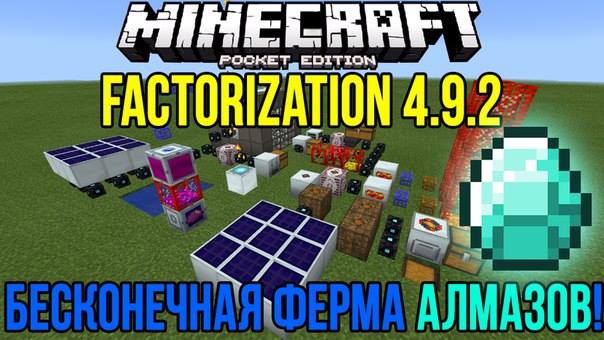 MINECRAFT
POCKET EDITION
FACTORIZATION 4.9.2
БЕСКОНЕЧНАЯ ФЕРМА АЛМАЗОВ!